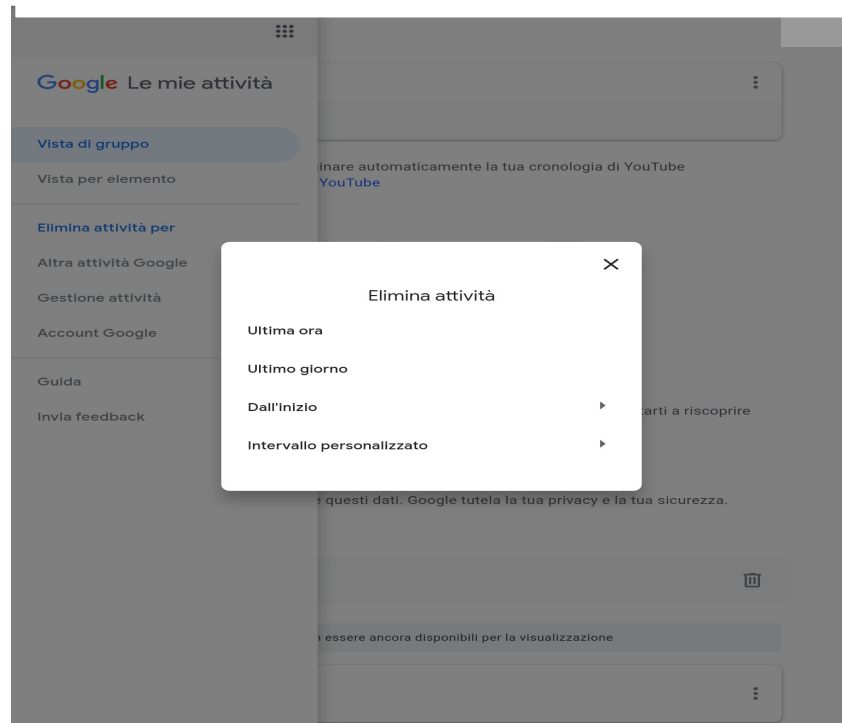 Google Le mie attività
Vista di gruppo
Vista per elemento
inare automaticamente la tua cronologia di YouTube
YouTube
Elimina attività per
Altra attività Google
Gestione attività
Account Google
Guida
Invia feedback
Elimina attività
Ultima ora
Ultimo giorno
Dall'inizio
Intervallo personalizzato
arti a riscoprire
e questi dati. Google tutela la tua privacy e la tua sicurezza.
n essere ancora disponibili per la visualizzazione